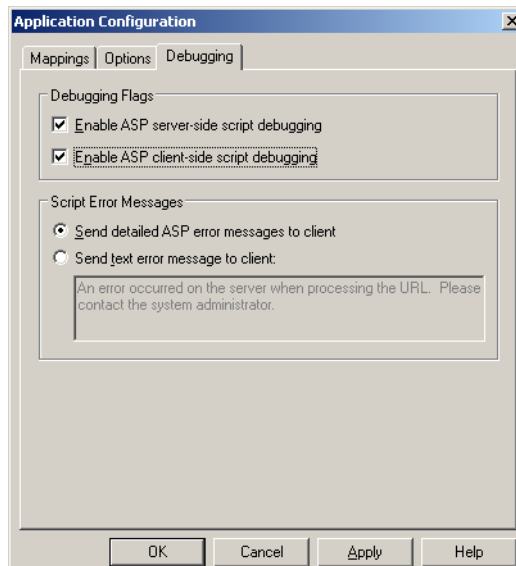 Application Configuration
Mappings Options Debugging
Debugging Flags
Enable ASP server-side script debugging
Enable ASP client-side script debugging
Script Error Messages
Send detailed ASP error messages to client
Send text error message to client:
An error occurred on the server when processing the URL.  Please
contact the system administrator.
OK Cancel Apply Help